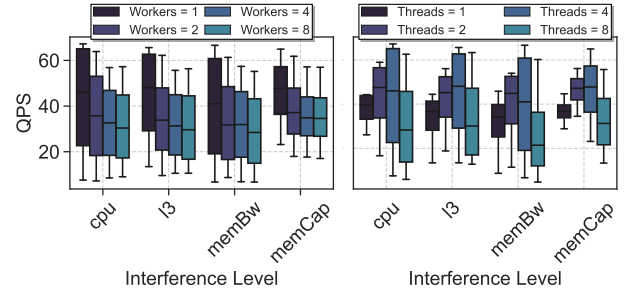 Workers = 1 Workers = 4 Threads = 1 Threads = 4
Workers = 2 Workers = 8 Threads = 2 Threads = 8
60
40
20
QPS
cpu l3 memBw memCap cpu l3 memBw memCap
Interference Level Interference Level